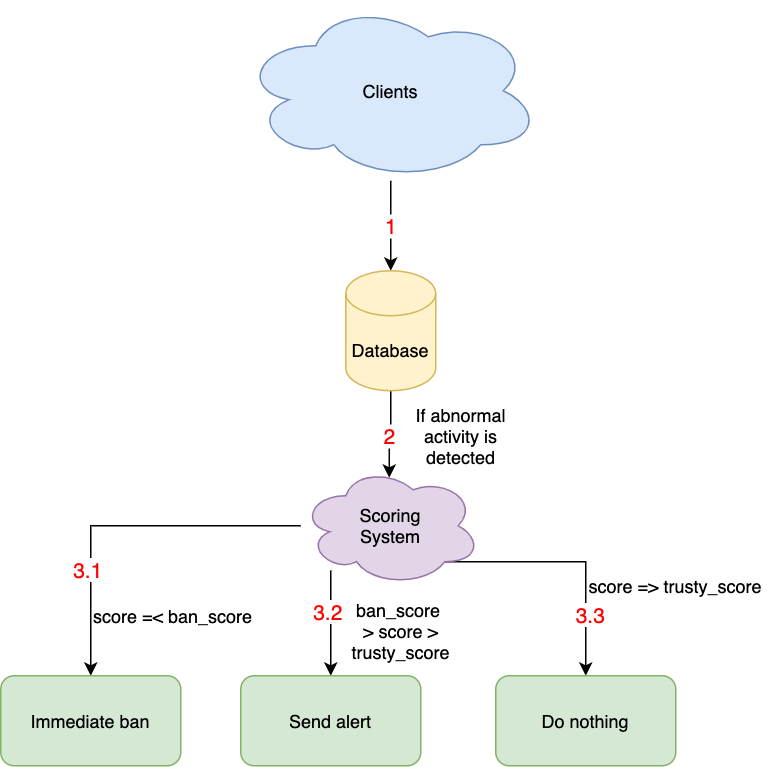 Clients
1
Database
2
If abnormal
activity is
detected
Scoring
System
3.1
score =< ban_score
3.2
ban_score
> score >
trusty_score
score => trusty_score
3.3
Immediate ban
Send alert
Do nothing